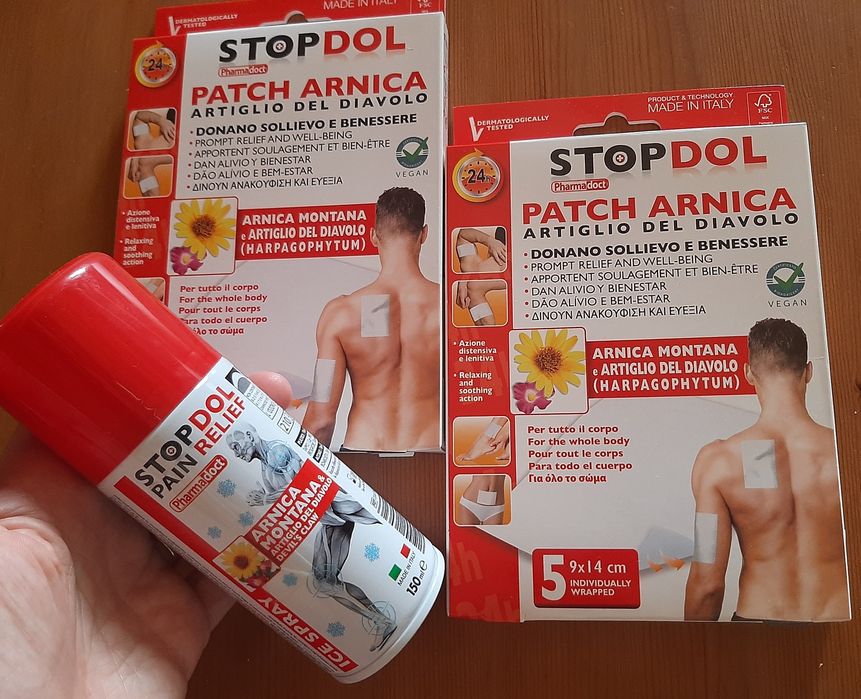 DERMATOLOGICALLY
TESTED
MADE IN ITALY
FSC
24
STOPDOL
Pharmadoct
PATCH ARNICA
ARTIGLIO DEL DIAVOLO
• DONANO SOLLIEVO E BENESSERE
• PROMPT RELIEF AND WELL-BEING
• APPORTENT SOULAGEMENT ET BIEN-ÊTRE
• DAN ALIVIO Y BIENESTAR
• DÃO ALÍVIO E BEM-ESTAR
• ΔΙΝΟΥΝ ΑΝΑΚΟΥΦΙΣΗ ΚΑΙ ΕΥΕΞΙΑ
VEGAN
• Azione
distensiva
e lenitiva
• Relaxing
and
soothing
action
ARNICA MONTANA
e ARTIGLIO DEL DIAVOLO
(HARPAGOPHYTUM)
Per tutto il corpo
For the whole body
Pour tout le corps
Para todo el cuerpo
όλο το σώμα
DERMATOLOGICALLY
TESTED
PRODUCT & TECHNOLOGY
MADE IN ITALY
FSC
MIX
24h
STOPDOL
Pharmadoct
PATCH ARNICA
ARTIGLIO DEL DIAVOLO
• DONANO SOLLIEVO E BENESSERE
• PROMPT RELIEF AND WELL-BEING
• APPORTENT SOULAGEMENT ET BIEN-ÊTRE
• DAN ALIVIO Y BIENESTAR
• DÃO ALÍVIO E BEM-ESTAR
• ΔΙΝΟΥΝ ΑΝΑΚΟΥΦΙΣΗ ΚΑΙ ΕΥΕΞΙΑ
VEGAN
• Azione
distensiva
e lenitiva
• Relaxing
and
soothing
action
ARNICA MONTANA
e ARTIGLIO DEL DIAVOLO
(HARPAGOPHYTUM)
Per tutto il corpo
For the whole body
Pour tout le corps
Para todo el cuerpo
Για όλο το σώμα
5 9x14 cm
INDIVIDUALLY
WRAPPED
STOPDOL
PAIN RELIEF
Pharmadoct
ARNICA
MONTANA &
ARTIGLIO DEL DIAVOLO
DEVIL'S CLAW
ICE SPRAY
MADE IN ITALY
150 ml e